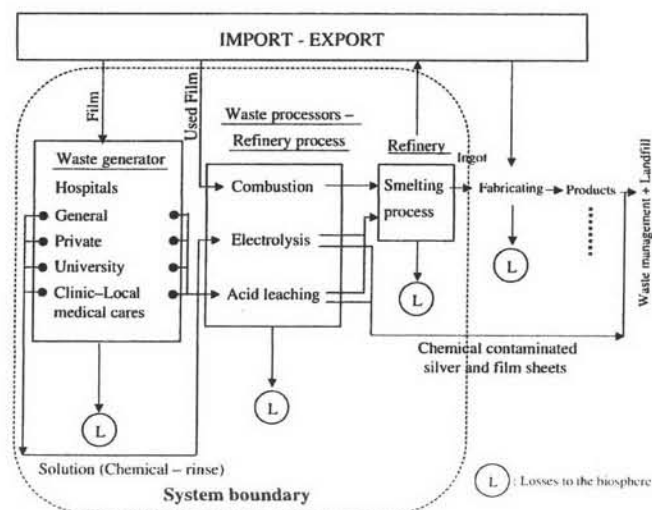 IMPORT - EXPORT
Film
Used Film
Waste processors –
Refinery process
Refinery
Ingot
Waste generator
Hospitals
General
Private
University
Clinic–Local
medical cares
Combustion
Electrolysis
Acid leaching
Smelting
process
Fabricating
Products
Waste management + Landfill
L
L
L
L
Chemical contaminated
silver and film sheets
Solution (Chemical – rinse)
System boundary
L : Losses to the biosphere